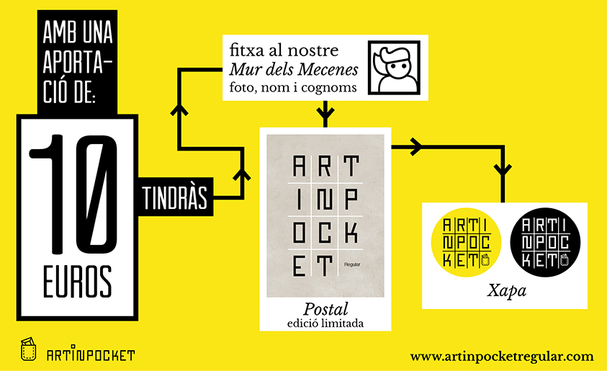 AMB UNA
APORTA-
CIÓ DE:
10
EUROS
TINDRÀS
fitxa al nostre
Mur dels Mecenes
foto, nom i cognoms
ART
INP
OCK
ET Regular
Postal
edició limitada
ARTI
NPOC
KET
ARTI
NPOC
KET
Xapa
ARTINPOCKET
www.artinpocketregular.com